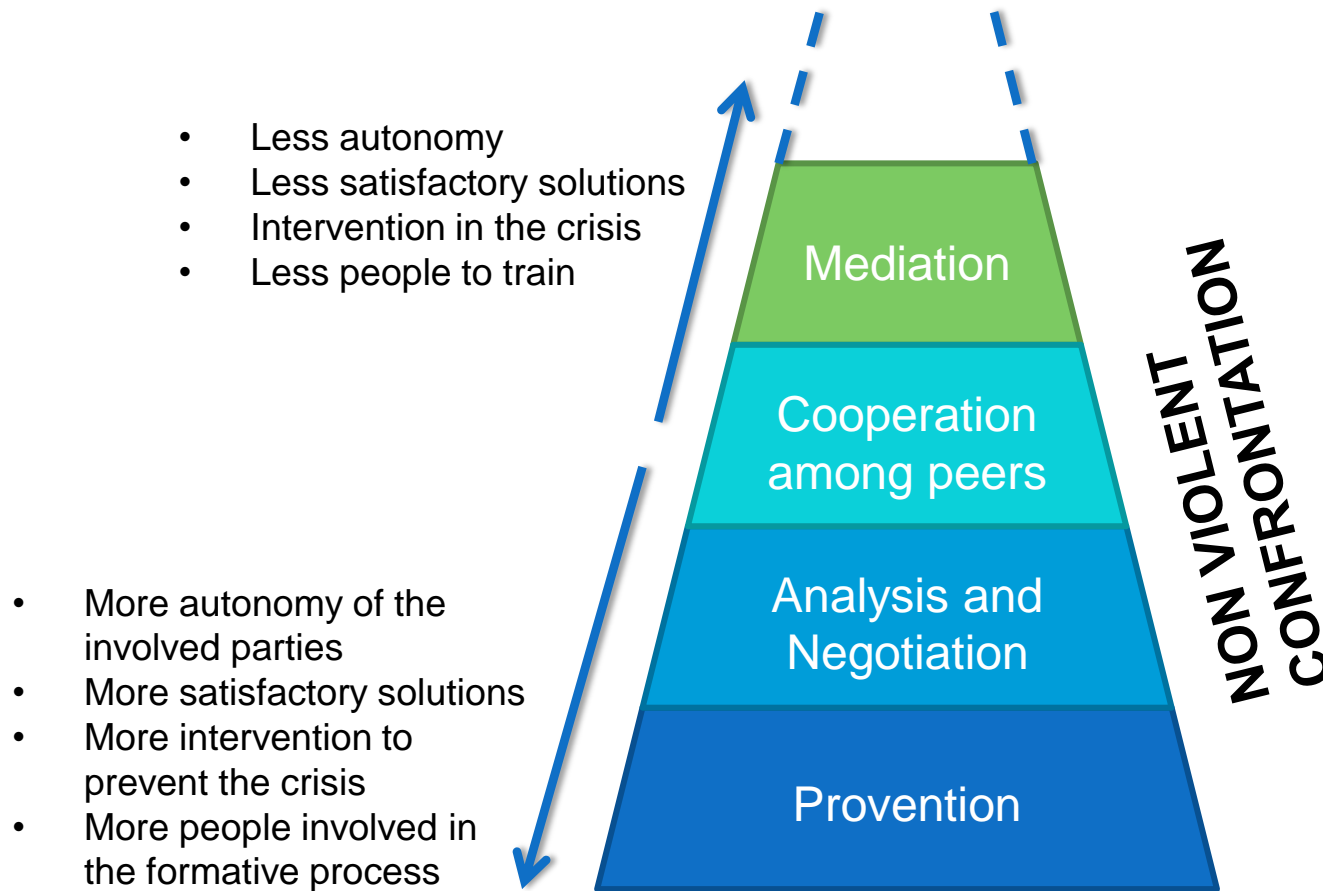 • Less autonomy
• Less satisfactory solutions
• Intervention in the crisis
• Less people to train
Mediation
Cooperation
among peers
Analysis and
Negotiation
Provention
NON VIOLENT
CONFRONTATION
• More autonomy of the
involved parties
• More satisfactory solutions
• More intervention to
prevent the crisis
• More people involved in
the formative process